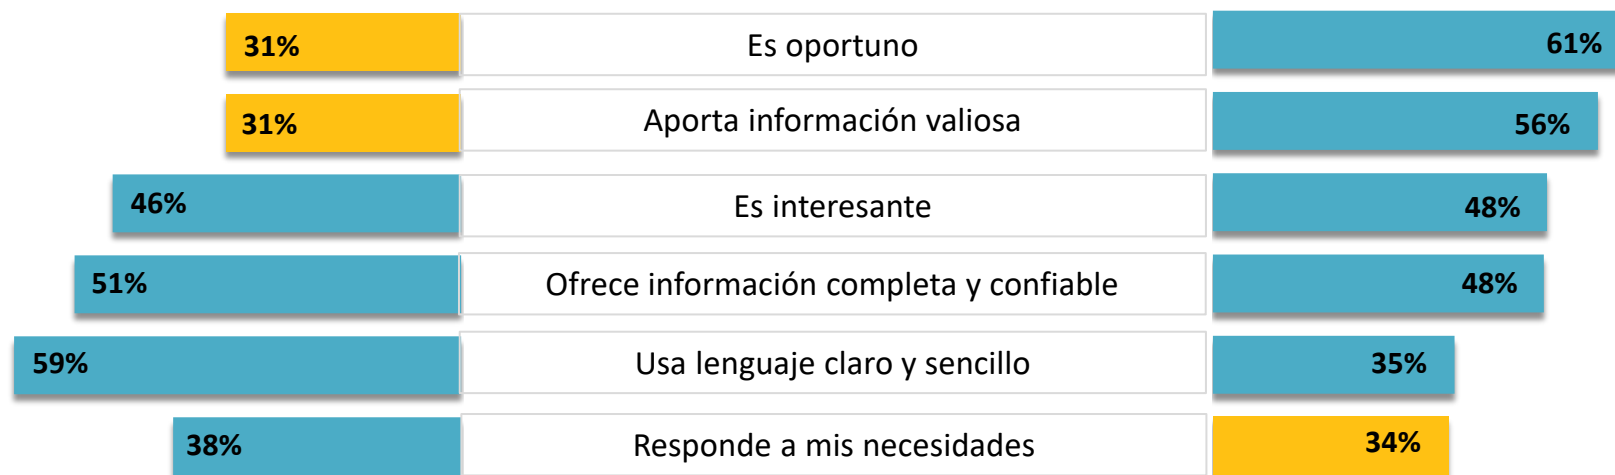 31% Es oportuno 61%
31% Aporta información valiosa 56%
46% Es interesante 48%
51% Ofrece información completa y confiable 48%
59% Usa lenguaje claro y sencillo 35%
38% Responde a mis necesidades 34%